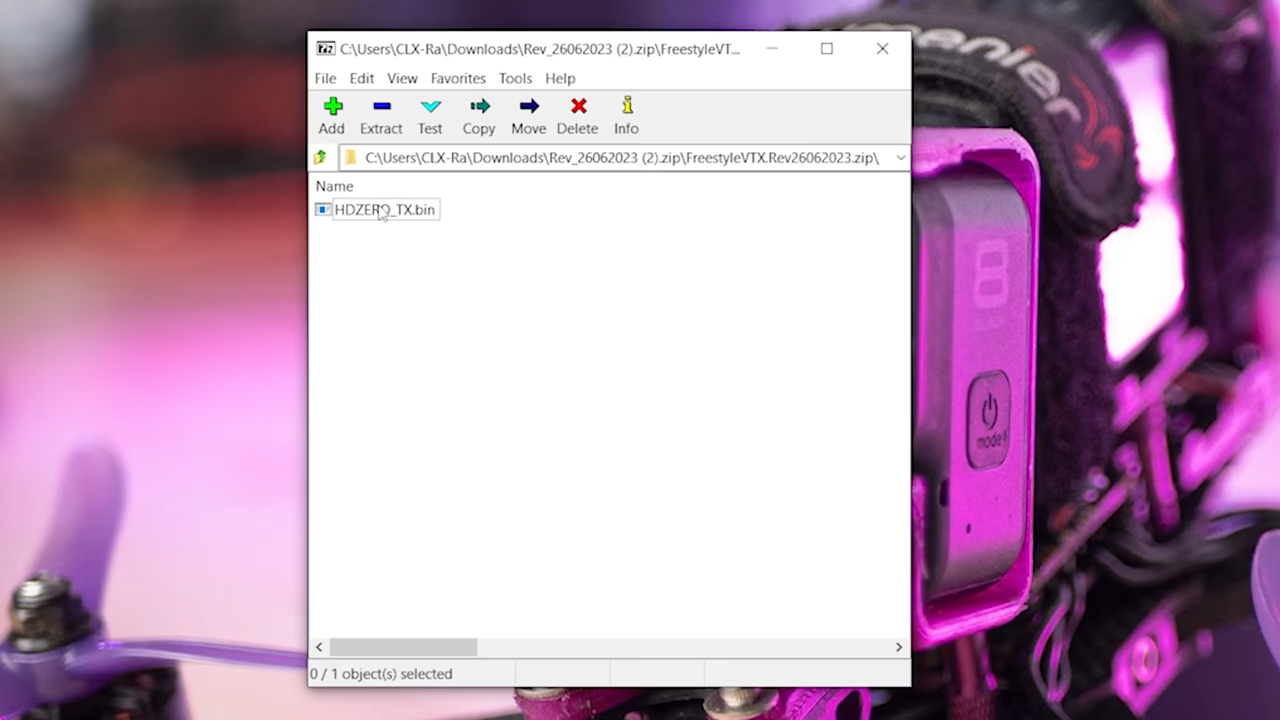 C:\Users\CLX-Ra\Downloads\Rev_26062023 (2).zip\FreestyleVT...
File Edit View Favorites Tools Help
Add Extract Test Copy Move Delete Info
C:\Users\CLX-Ra\Downloads\Rev_26062023 (2).zip\FreestyleVTX.Rev26062023.zip\
Name
HDZERO_TX.bin
0 / 1 object(s) selected
8
mode